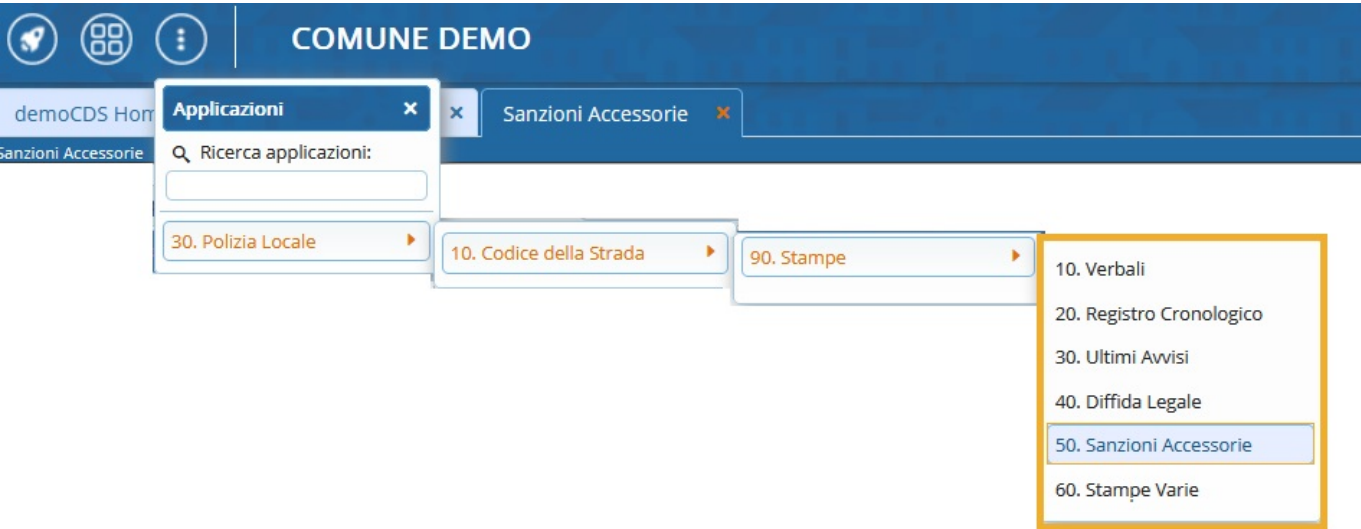 COMUNE DEMO
demoCDS Hom
Applicazioni
Sanzioni Accessorie
Sanzioni Accessorie
Ricerca applicazioni:
30. Polizia Locale
10. Codice della Strada
90. Stampe
10. Verbali
20. Registro Cronologico
30. Ultimi Avvisi
40. Diffida Legale
50. Sanzioni Accessorie
60. Stampe Varie